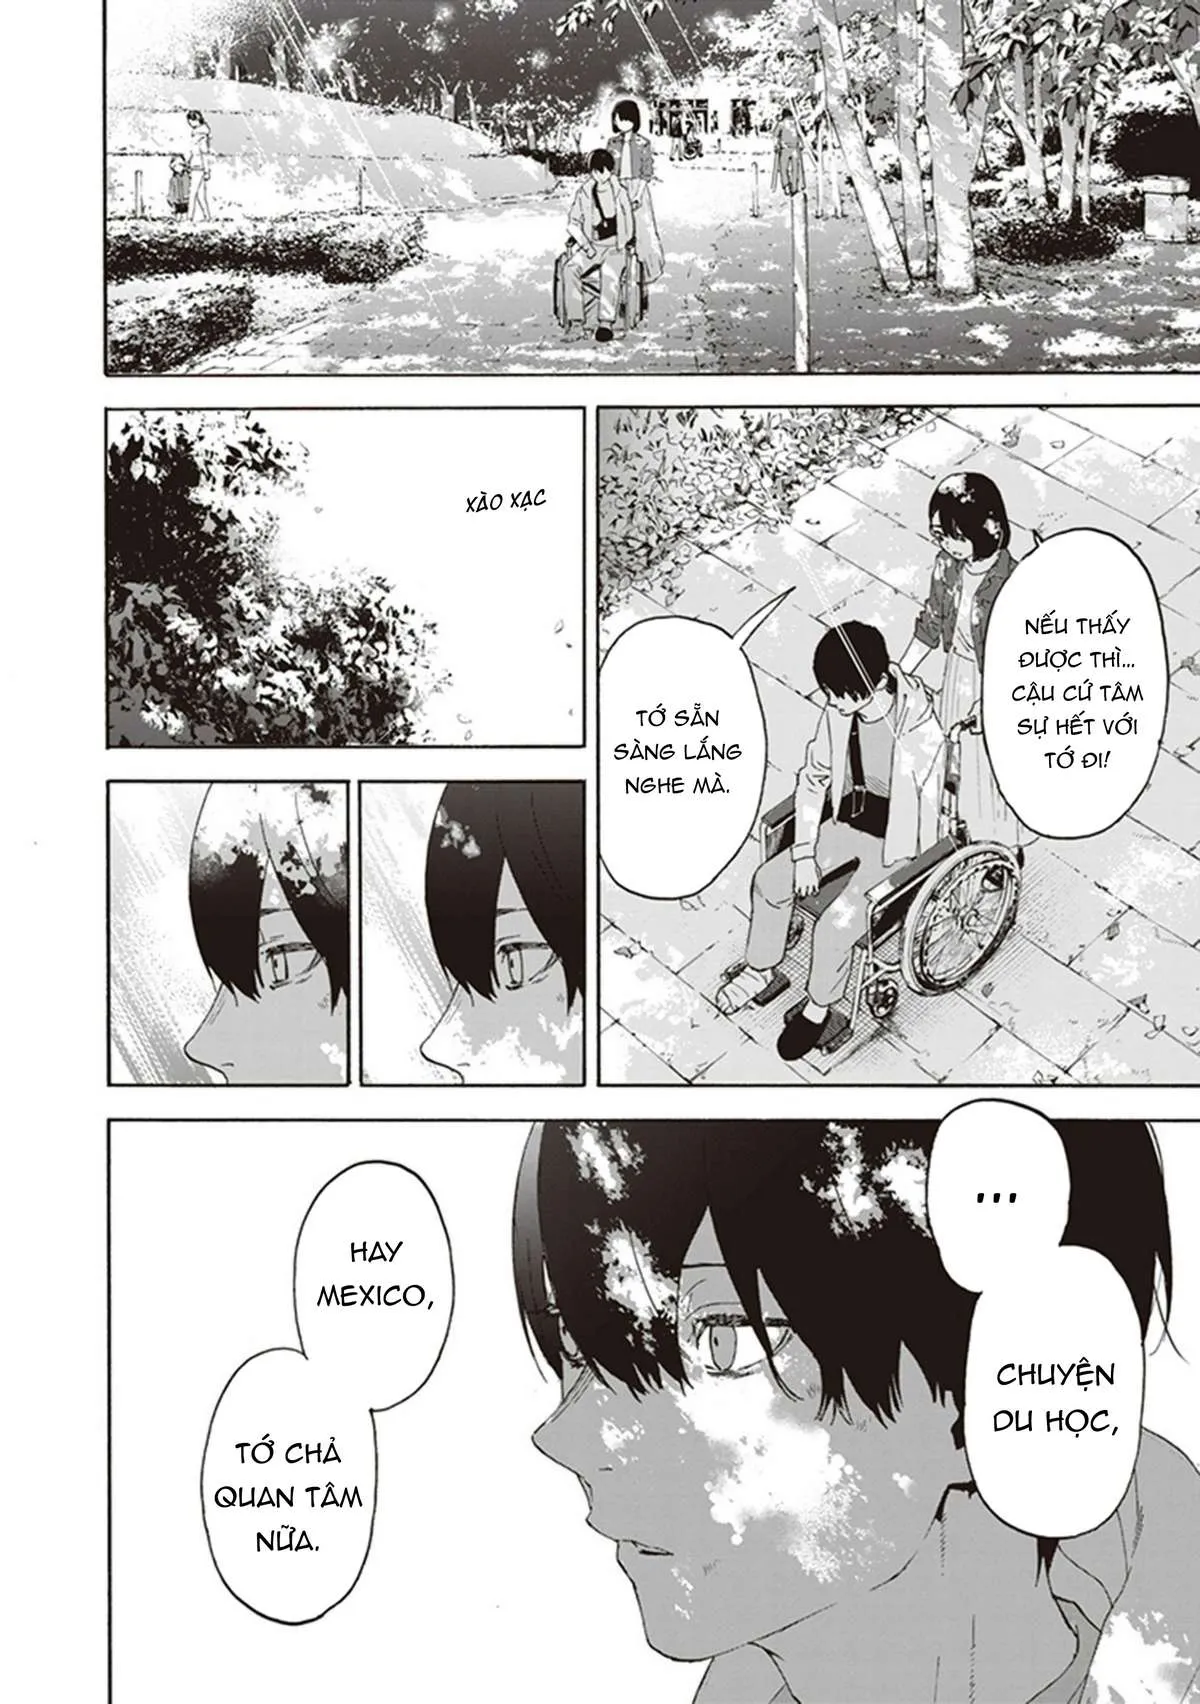 NẾU THẤY
ĐƯỢC THÌ...
CẬU CỨ TÂM
SỰ HẾT VỚI
TỚ ĐI!
TỚ SẴN
SÀNG LẮNG
NGHE MÀ.
XÀO XẠC
...
CHUYỆN
DU HỌC,
HAY
MEXICO,
TỚ CHẢ
QUAN TÂM
NỮA.